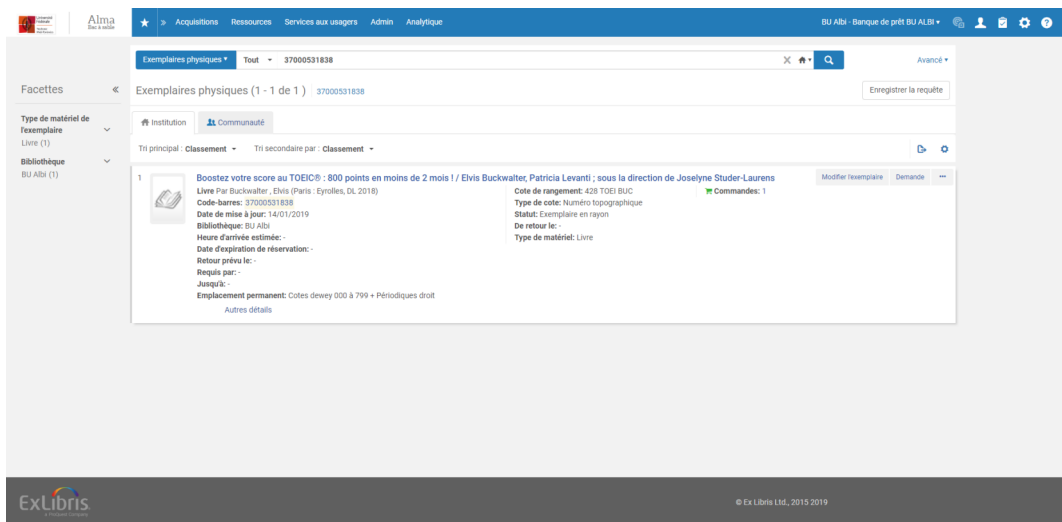 Alma
Bac à sable
Acquisitions Ressources Services aux usagers Admin Analytique
BU Albi - Banque de prêt BU ALBI
Exemplaires physiques Tout 37000531838
Avancé
Facettes «
Exemplaires physiques (1 - 1 de 1 ) 37000531838
Enregistrer la requête
Type de matériel de l'exemplaire
Livre (1)
Bibliothèque
BU Albi (1)
Institution Communauté
Tri principal : Classement Tri secondaire par : Classement
1
Boostez votre score au TOEIC® : 800 points en moins de 2 mois ! / Elvis Buckwalter, Patricia Levanti ; sous la direction de Joselyne Studer-Laurens
Modifier l'exemplaire Demande ...
Livre Par Buckwalter , Elvis (Paris : Eyrolles, DL 2018)
Code-barres: 37000531838
Date de mise à jour: 14/01/2019
Bibliothèque: BU Albi
Heure d'arrivée estimée: -
Date d'expiration de réservation: -
Retour prévu le: -
Requis par: -
Jusqu'à: -
Emplacement permanent: Cotes dewey 000 à 799 + Périodiques droit
Autres détails
Cote de rangement: 428 TOEI BUC
Type de cote: Numéro topographique
Statut: Exemplaire en rayon
De retour le: -
Type de matériel: Livre
Commandes: 1
ExLibris
a ProQuest Company
© Ex Libris Ltd., 2015 2019